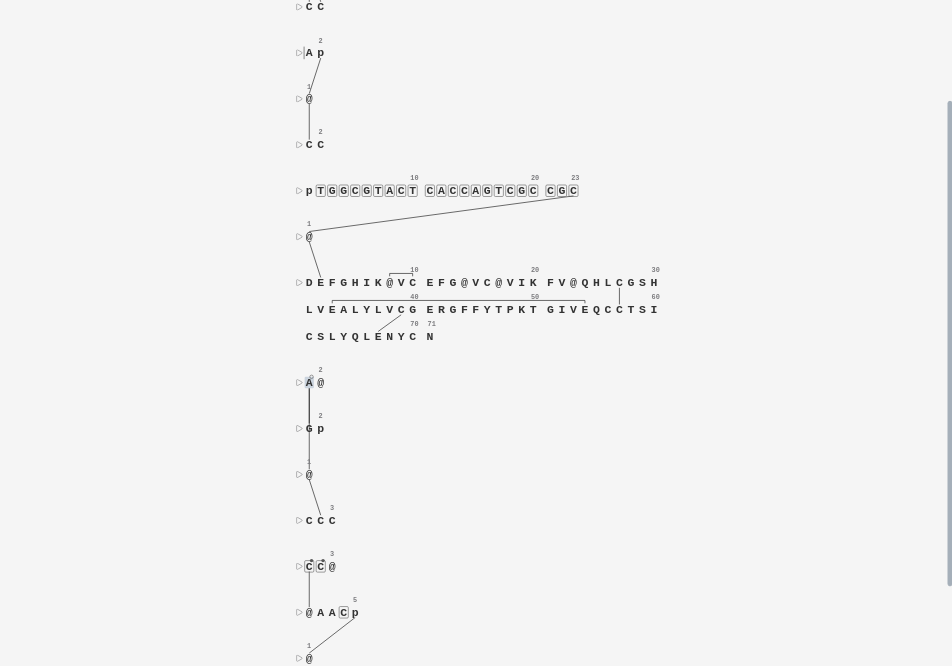 C C
2
A p
1
@
2
C C
10 20 23
p T G G C G T A C T C A C C A G T C G C C G C
1
@
10 20 30
D E F G H I K @ V C E F G @ V C @ V I K F V @ Q H L C G S H
40 50 60
L V E A L Y L V C G E R G F F Y T P K T G I V E Q C C T S I
70 71
C S L Y Q L E N Y C N
2
A @
2
G p
1
@
3
C C C
3
C C @
5
@ A A C p
1
@